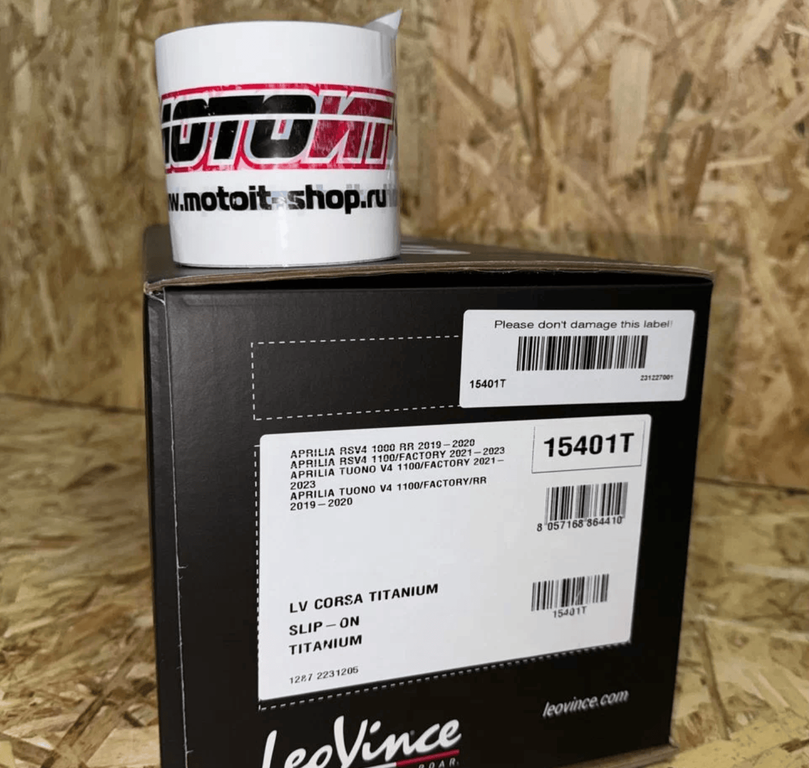 МОТОИТ
w.motoit-shop.ru
Please don't damage this label!
15401T
231227001
APRILIA RSV4 1000 RR 2019-2020
APRILIA RSV4 1100/FACTORY 2021-2023
APRILIA TUONO V4 1100/FACTORY 2021-
2023
APRILIA TUONO V4 1100/FACTORY/RR
2019-2020
15401T
8 057168 864410
LV CORSA TITANIUM
SLIP-ON
TITANIUM
15401T
1287 2231205
leovince.com
LeoVince